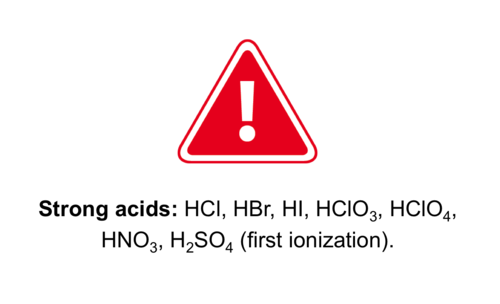 Strong acids: HCl, HBr, HI, HClO₃, HClO₄,
HNO₃, H₂SO₄ (first ionization).